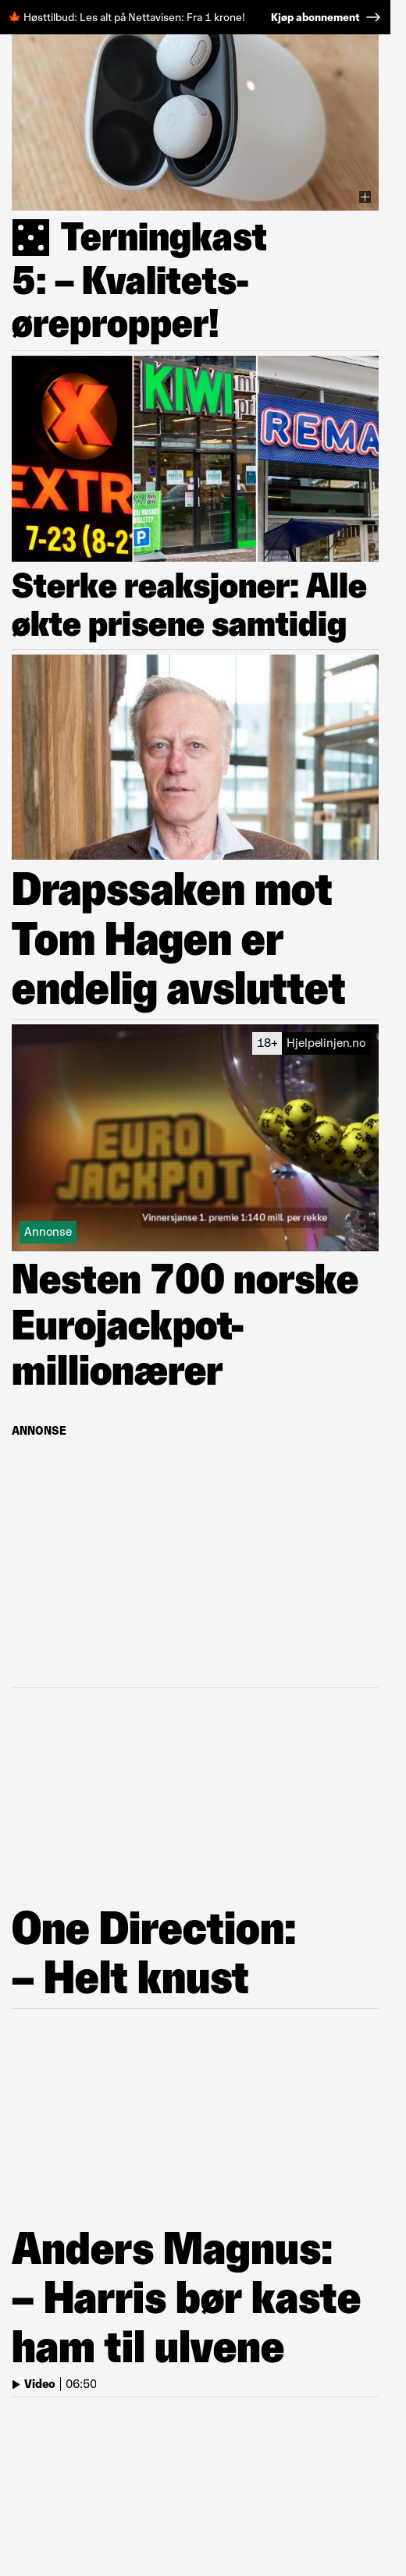 🍁 Høsttilbud: Les alt på Nettavisen: Fra 1 krone! Kjøp abonnement →
Terningkast
5: – Kvalitets-
ørepropper!
EXTR
7-23 (8-21
KIWI
mi
pri
P
REMA
Sterke reaksjoner: Alle
økte prisene samtidig
Drapssaken mot
Tom Hagen er
endelig avsluttet
18+ Hjelpelinjen.no
EURO
JACKPOT
Vinnersjanse 1. premie 1:140 mill. per rekke
Annonse
Nesten 700 norske
Eurojackpot-
millionærer
ANNONSE
One Direction:
– Helt knust
Anders Magnus:
– Harris bør kaste
ham til ulvene
Video | 06:50